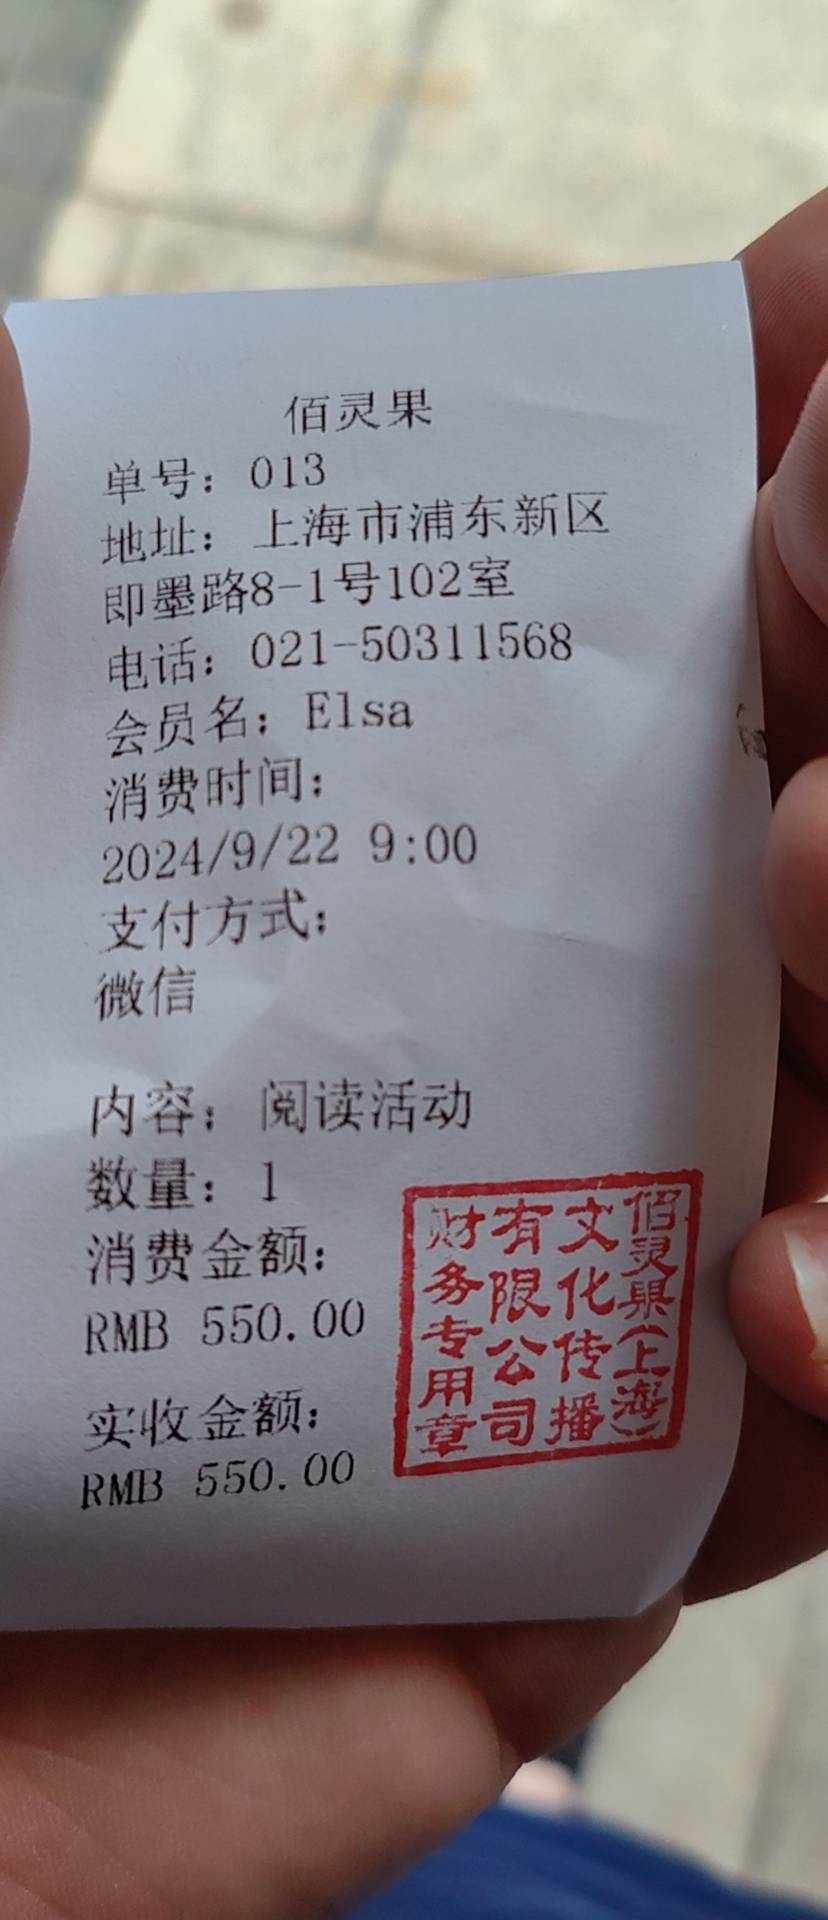 佰灵果
单号：013
地址：上海市浦东新区
即墨路8-1号102室
电话：021-50311568
会员名：Elsa
消费时间：
2024/9/22 9:00
支付方式：
微信
内容：阅读活动
数量：1
消费金额：
RMB 550.00
实收金额：
RMB 550.00
佰灵果(上海)
文化传播
有限公司
财务专用章